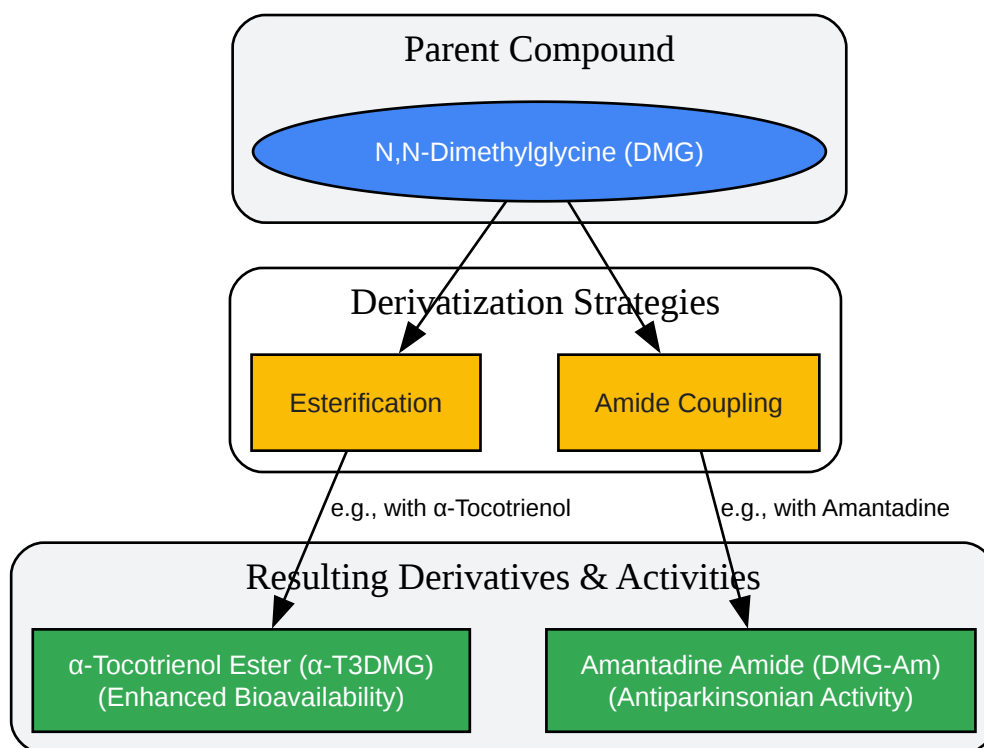 Parent Compound
N,N-Dimethylglycine (DMG)
Derivatization Strategies
Esterification
Amide Coupling
e.g., with α-Tocotrienol
e.g., with Amantadine
Resulting Derivatives & Activities
α-Tocotrienol Ester (α-T3DMG)
(Enhanced Bioavailability)
Amantadine Amide (DMG-Am)
(Antiparkinsonian Activity)